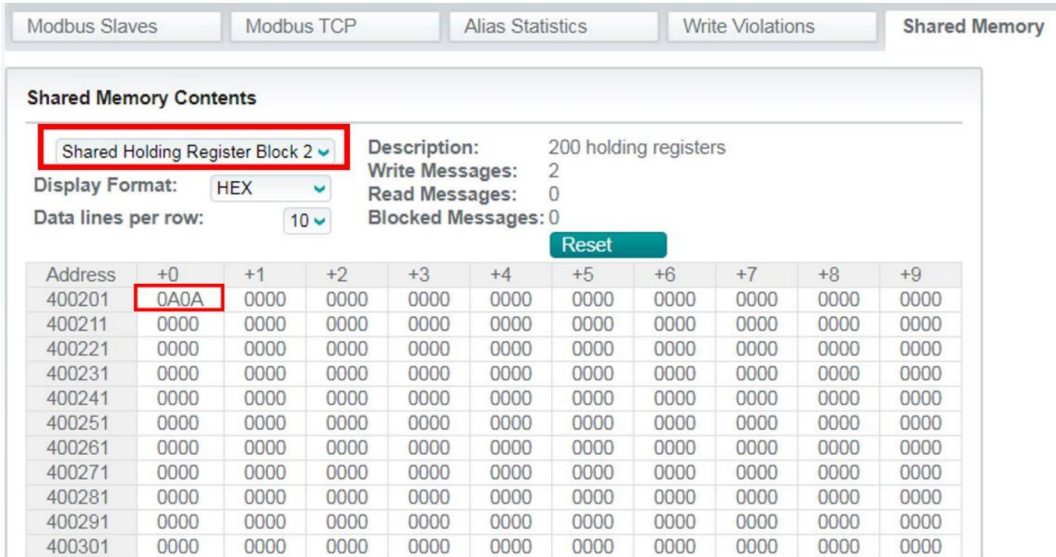 Modbus Slaves Modbus TCP Alias Statistics Write Violations Shared Memory
Shared Memory Contents
Shared Holding Register Block 2
Display Format: HEX
Data lines per row: 10
Description: 200 holding registers
Write Messages: 2
Read Messages: 0
Blocked Messages: 0
Reset
Address +0 +1 +2 +3 +4 +5 +6 +7 +8 +9
400201 0A0A 0000 0000 0000 0000 0000 0000 0000 0000 0000
400211 0000 0000 0000 0000 0000 0000 0000 0000 0000 0000
400221 0000 0000 0000 0000 0000 0000 0000 0000 0000 0000
400231 0000 0000 0000 0000 0000 0000 0000 0000 0000 0000
400241 0000 0000 0000 0000 0000 0000 0000 0000 0000 0000
400251 0000 0000 0000 0000 0000 0000 0000 0000 0000 0000
400261 0000 0000 0000 0000 0000 0000 0000 0000 0000 0000
400271 0000 0000 0000 0000 0000 0000 0000 0000 0000 0000
400281 0000 0000 0000 0000 0000 0000 0000 0000 0000 0000
400291 0000 0000 0000 0000 0000 0000 0000 0000 0000 0000
400301 0000 0000 0000 0000 0000 0000 0000 0000 0000 0000